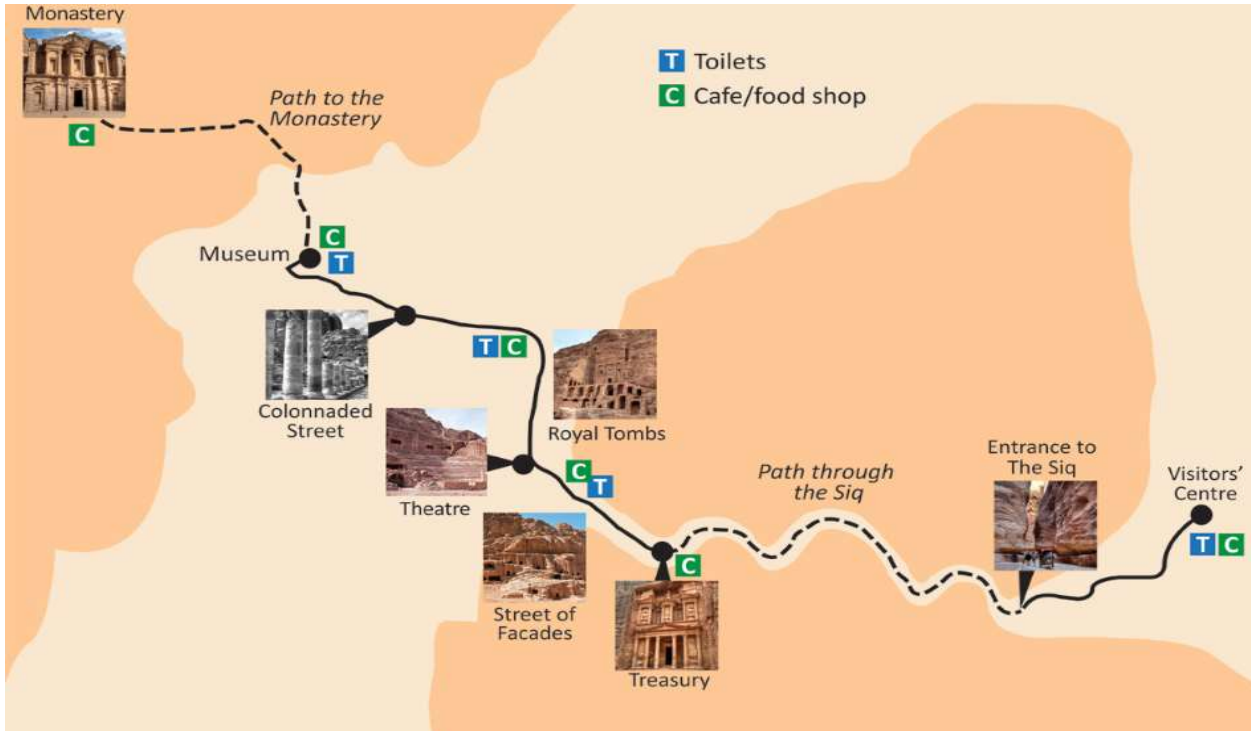 Monastery
C
Path to the
Monastery
T Toilets
C Cafe/food shop
Museum
C
T
Colonnaded
Street
T C
Royal Tombs
Theatre
C
T
Street of
Facades
C
Treasury
Path through
the Siq
Entrance to
The Siq
Visitors'
Centre
T C